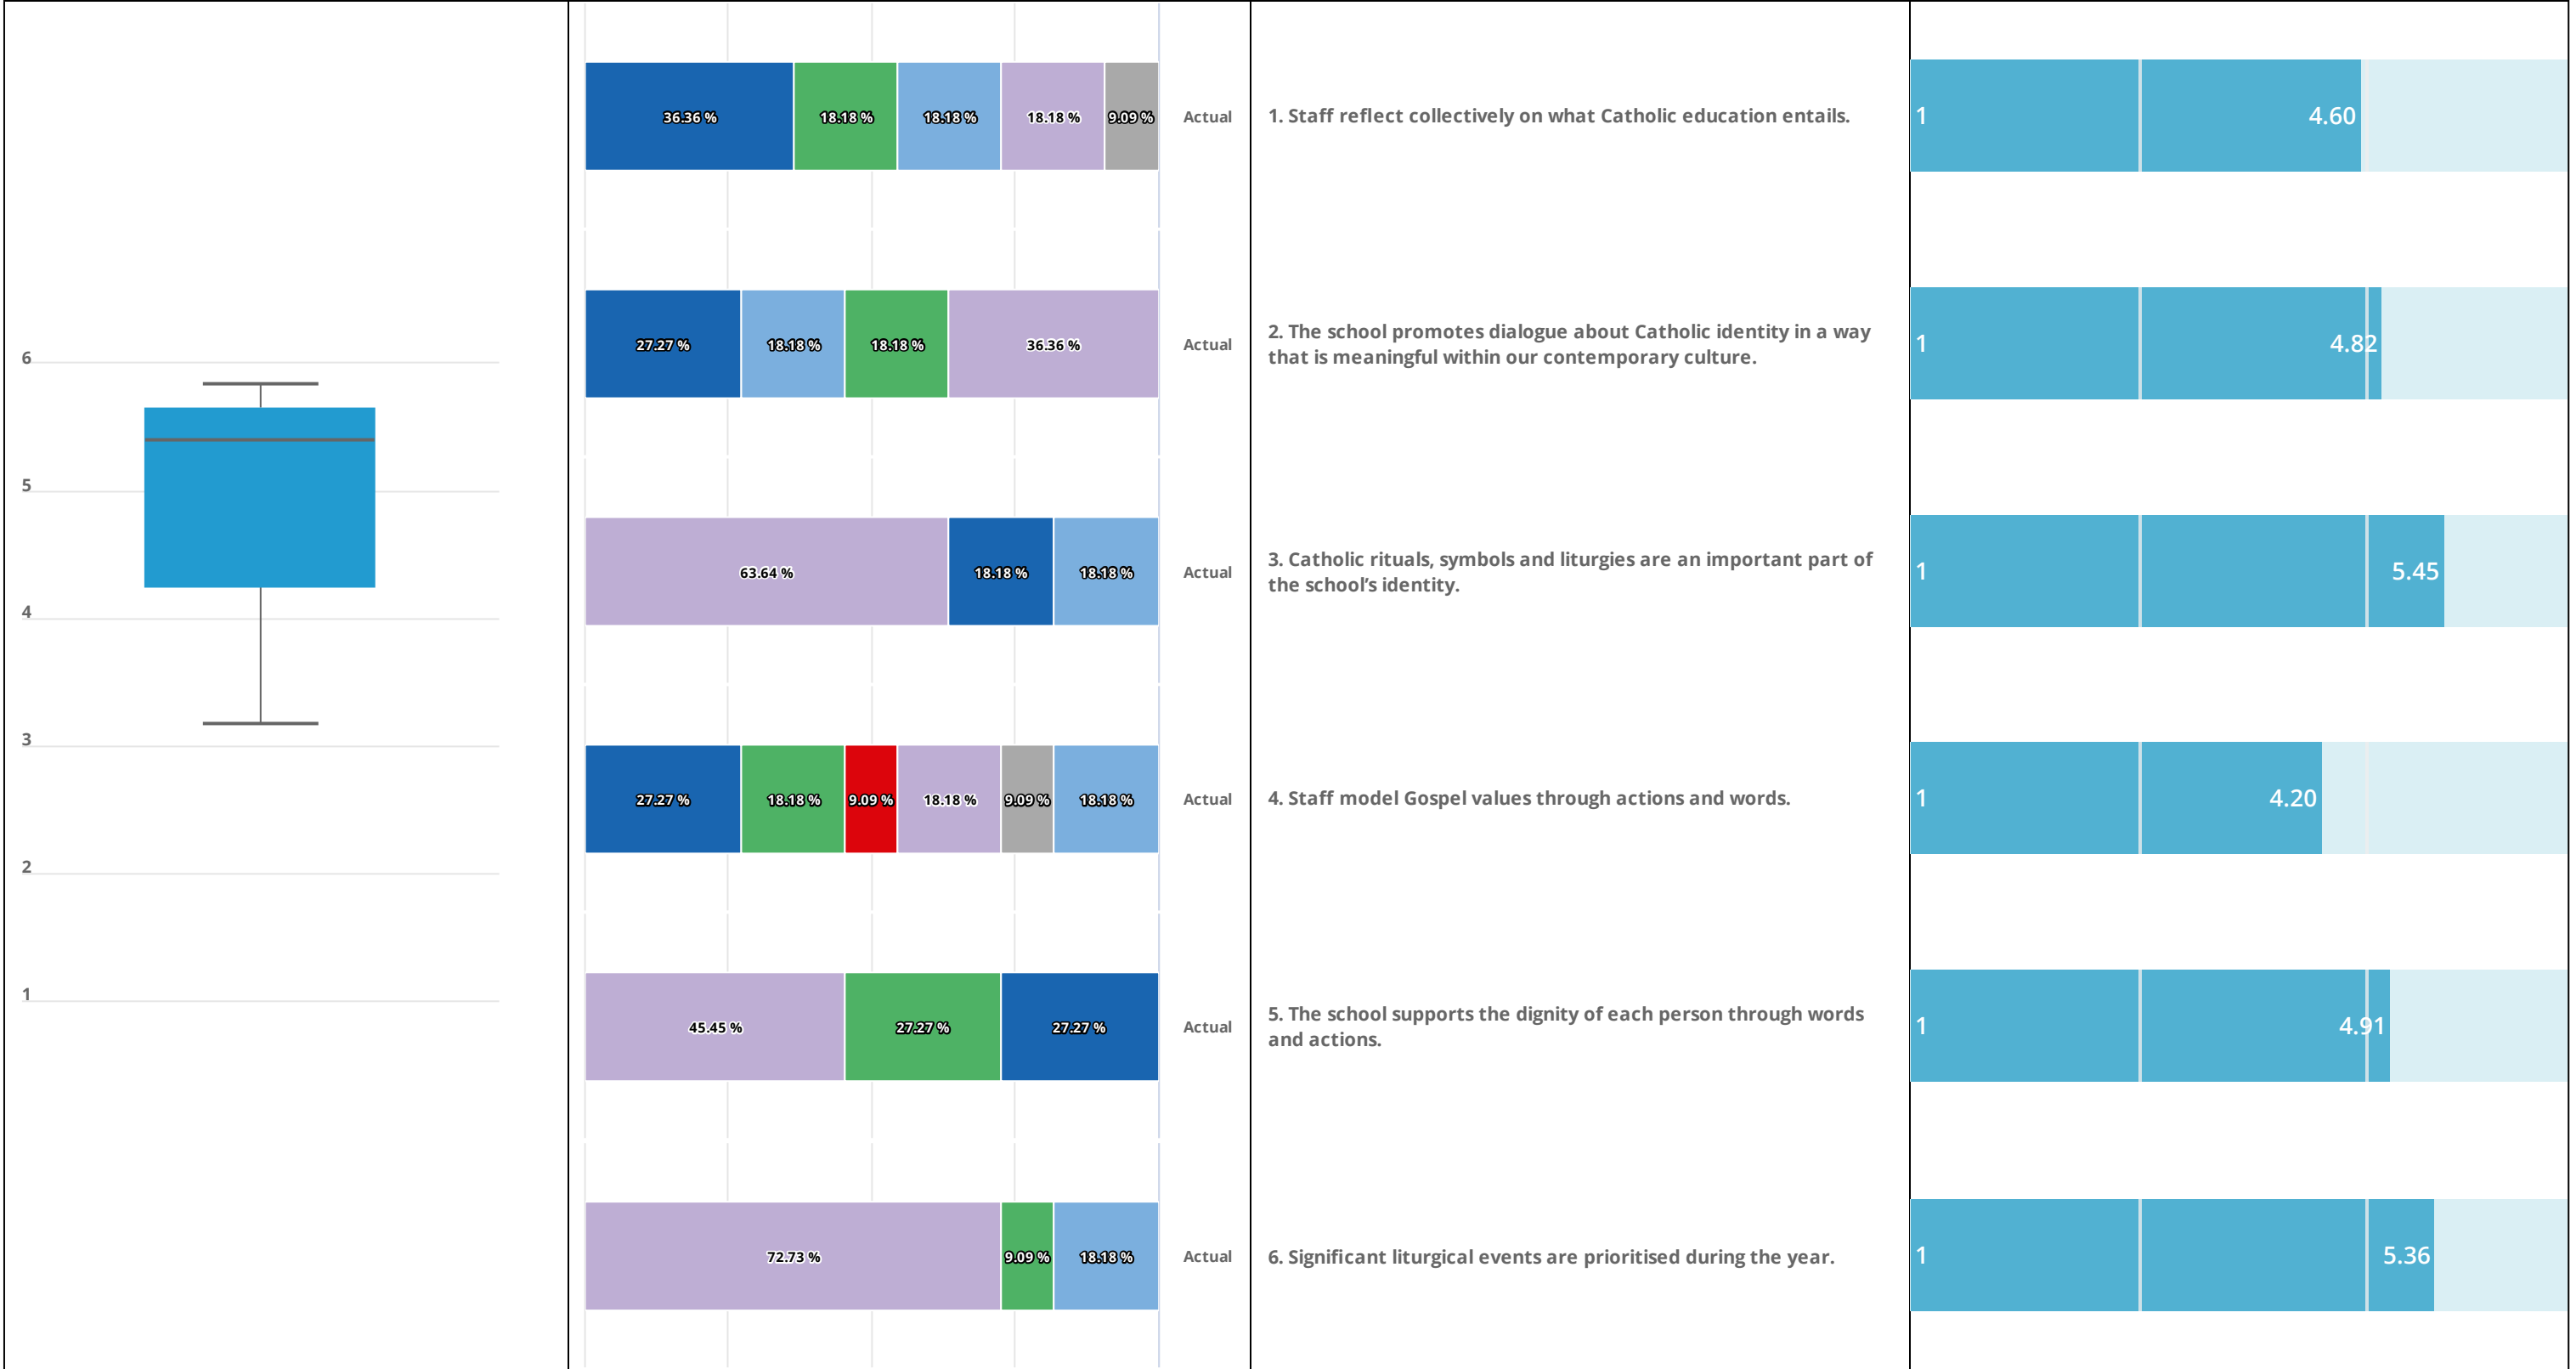 6
5
4
3
2
1
36.36 % 18.18 % 18.18 % 18.18 % 9.09 % Actual
1. Staff reflect collectively on what Catholic education entails.
1 4.60
27.27 % 18.18 % 18.18 % 36.36 % Actual
2. The school promotes dialogue about Catholic identity in a way
that is meaningful within our contemporary culture.
1 4.82
63.64 % 18.18 % 18.18 % Actual
3. Catholic rituals, symbols and liturgies are an important part of
the school’s identity.
1 5.45
27.27 % 18.18 % 9.09 % 18.18 % 9.09 % 18.18 % Actual
4. Staff model Gospel values through actions and words.
1 4.20
45.45 % 27.27 % 27.27 % Actual
5. The school supports the dignity of each person through words
and actions.
1 4.91
72.73 % 9.09 % 18.18 % Actual
6. Significant liturgical events are prioritised during the year.
1 5.36